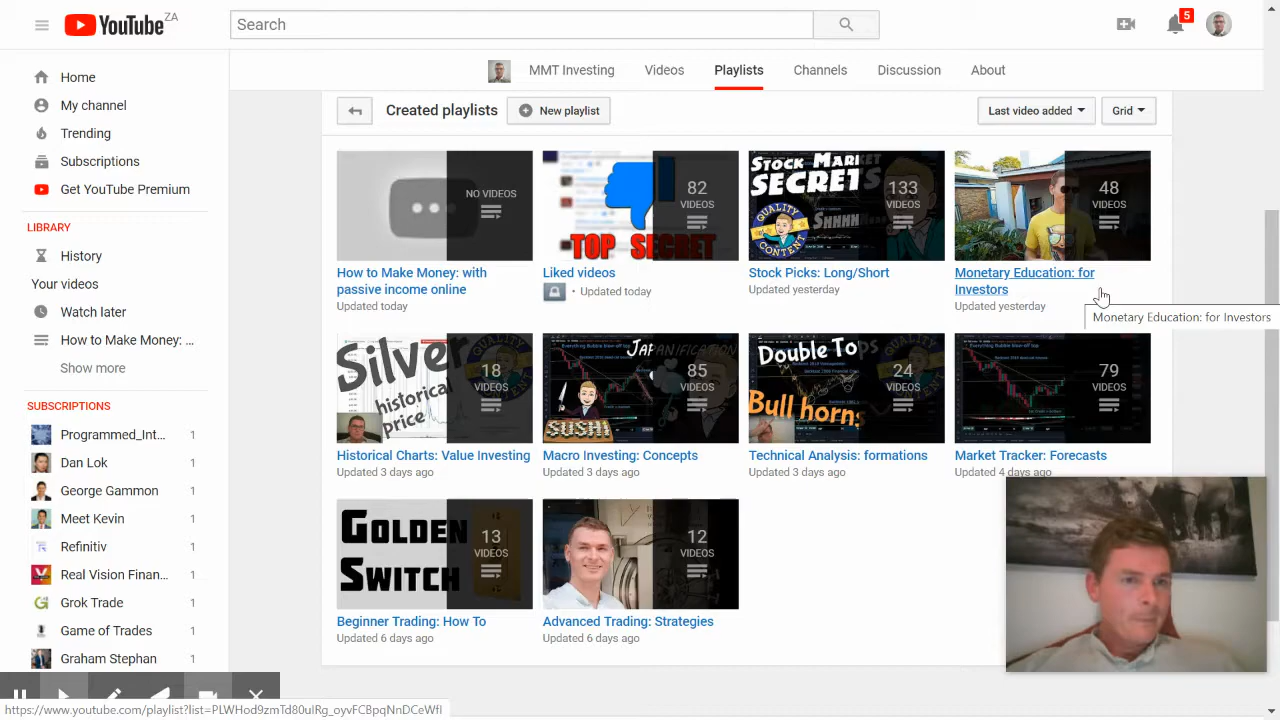 YouTube ZA
Search
5
MMT Investing Videos Playlists Channels Discussion About
Home
My channel
Trending
Subscriptions
Get YouTube Premium
LIBRARY
History
Your videos
Watch later
How to Make Money: ...
Show more
SUBSCRIPTIONS
Programmed_Int... 1
Dan Lok 1
George Gammon 1
Meet Kevin 1
Refinitiv 1
Real Vision Finan... 1
Grok Trade 1
Game of Trades 1
Graham Stephan 1
Created playlists New playlist Last video added Grid
NO VIDEOS
How to Make Money: with
passive income online
Updated today
TOP SECRET
82
VIDEOS
Liked videos
• Updated today
STOCK MARKET
SECRETS
SHHHH
QUALITY
CONTENT
133
VIDEOS
Stock Picks: Long/Short
Updated yesterday
48
VIDEOS
Monetary Education: for
Investors
Updated yesterday
Monetary Education: for Investors
Silver
historical
price
18
VIDEOS
Historical Charts: Value Investing
Updated 3 days ago
JAPANIFICATION
SUSHI
85
VIDEOS
Macro Investing: Concepts
Updated 3 days ago
Double Tops
Bull horns
24
VIDEOS
Technical Analysis: formations
Updated 3 days ago
79
VIDEOS
Market Tracker: Forecasts
Updated 4 days ago
GOLDEN
SWITCH
13
VIDEOS
Beginner Trading: How To
Updated 6 days ago
12
VIDEOS
Advanced Trading: Strategies
Updated 6 days ago
https://www.youtube.com/playlist?list=PLWHod9zmTd80ulRg_oyvFCBpqNnDCeWfl